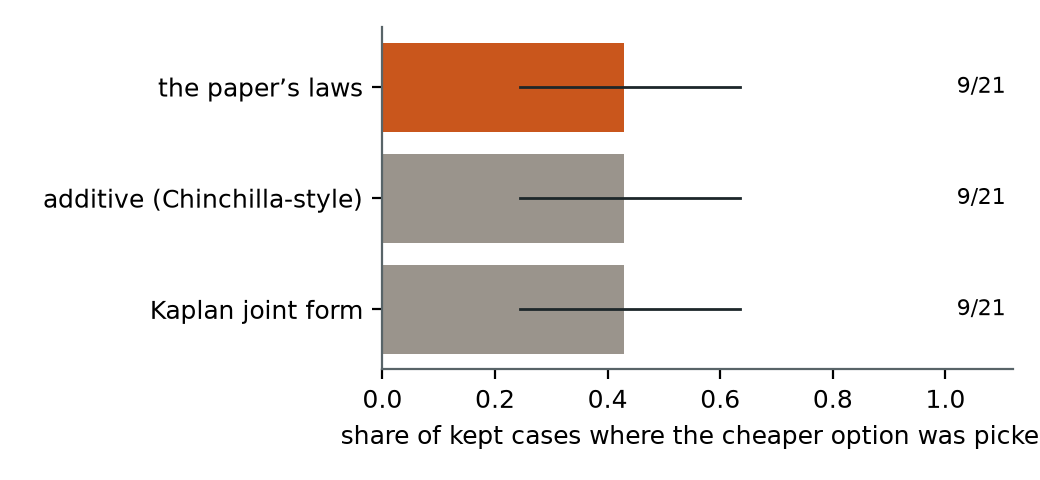 the paper’s laws
9/21
additive (Chinchilla-style)
9/21
Kaplan joint form
9/21
0.0 0.2 0.4 0.6 0.8 1.0
share of kept cases where the cheaper option was picke